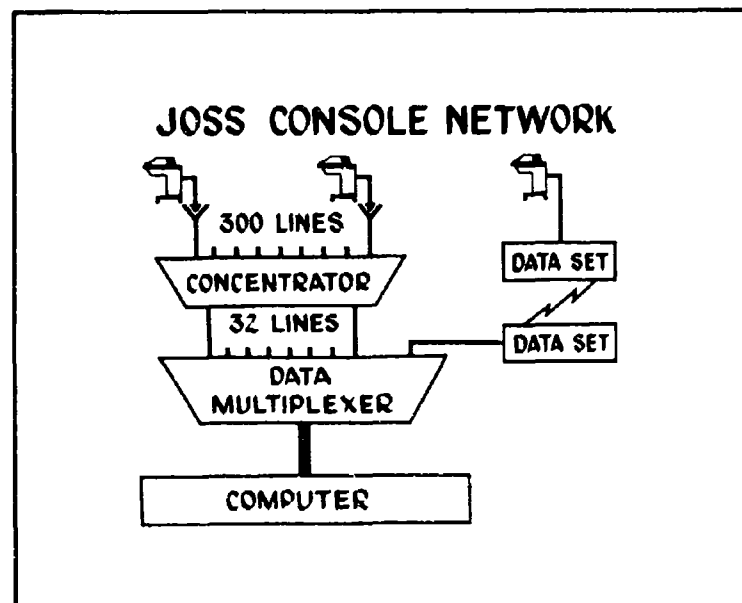 JOSS CONSOLE NETWORK
300 LINES
CONCENTRATOR
DATA SET
32 LINES
DATA SET
DATA
MULTIPLEXER
COMPUTER